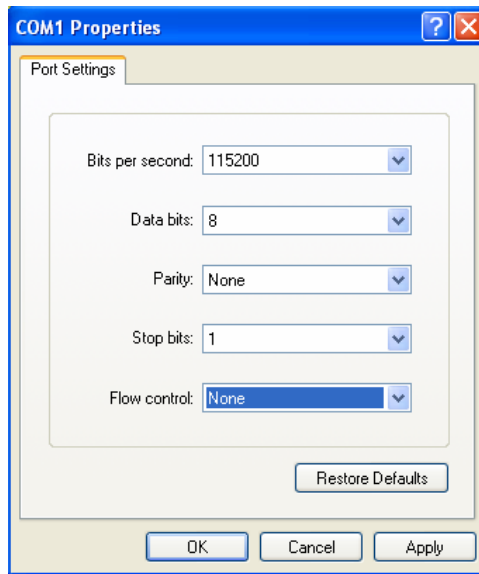 COM1 Properties
Port Settings
Bits per second: 115200
Data bits: 8
Parity: None
Stop bits: 1
Flow control: None
Restore Defaults
OK Cancel Apply